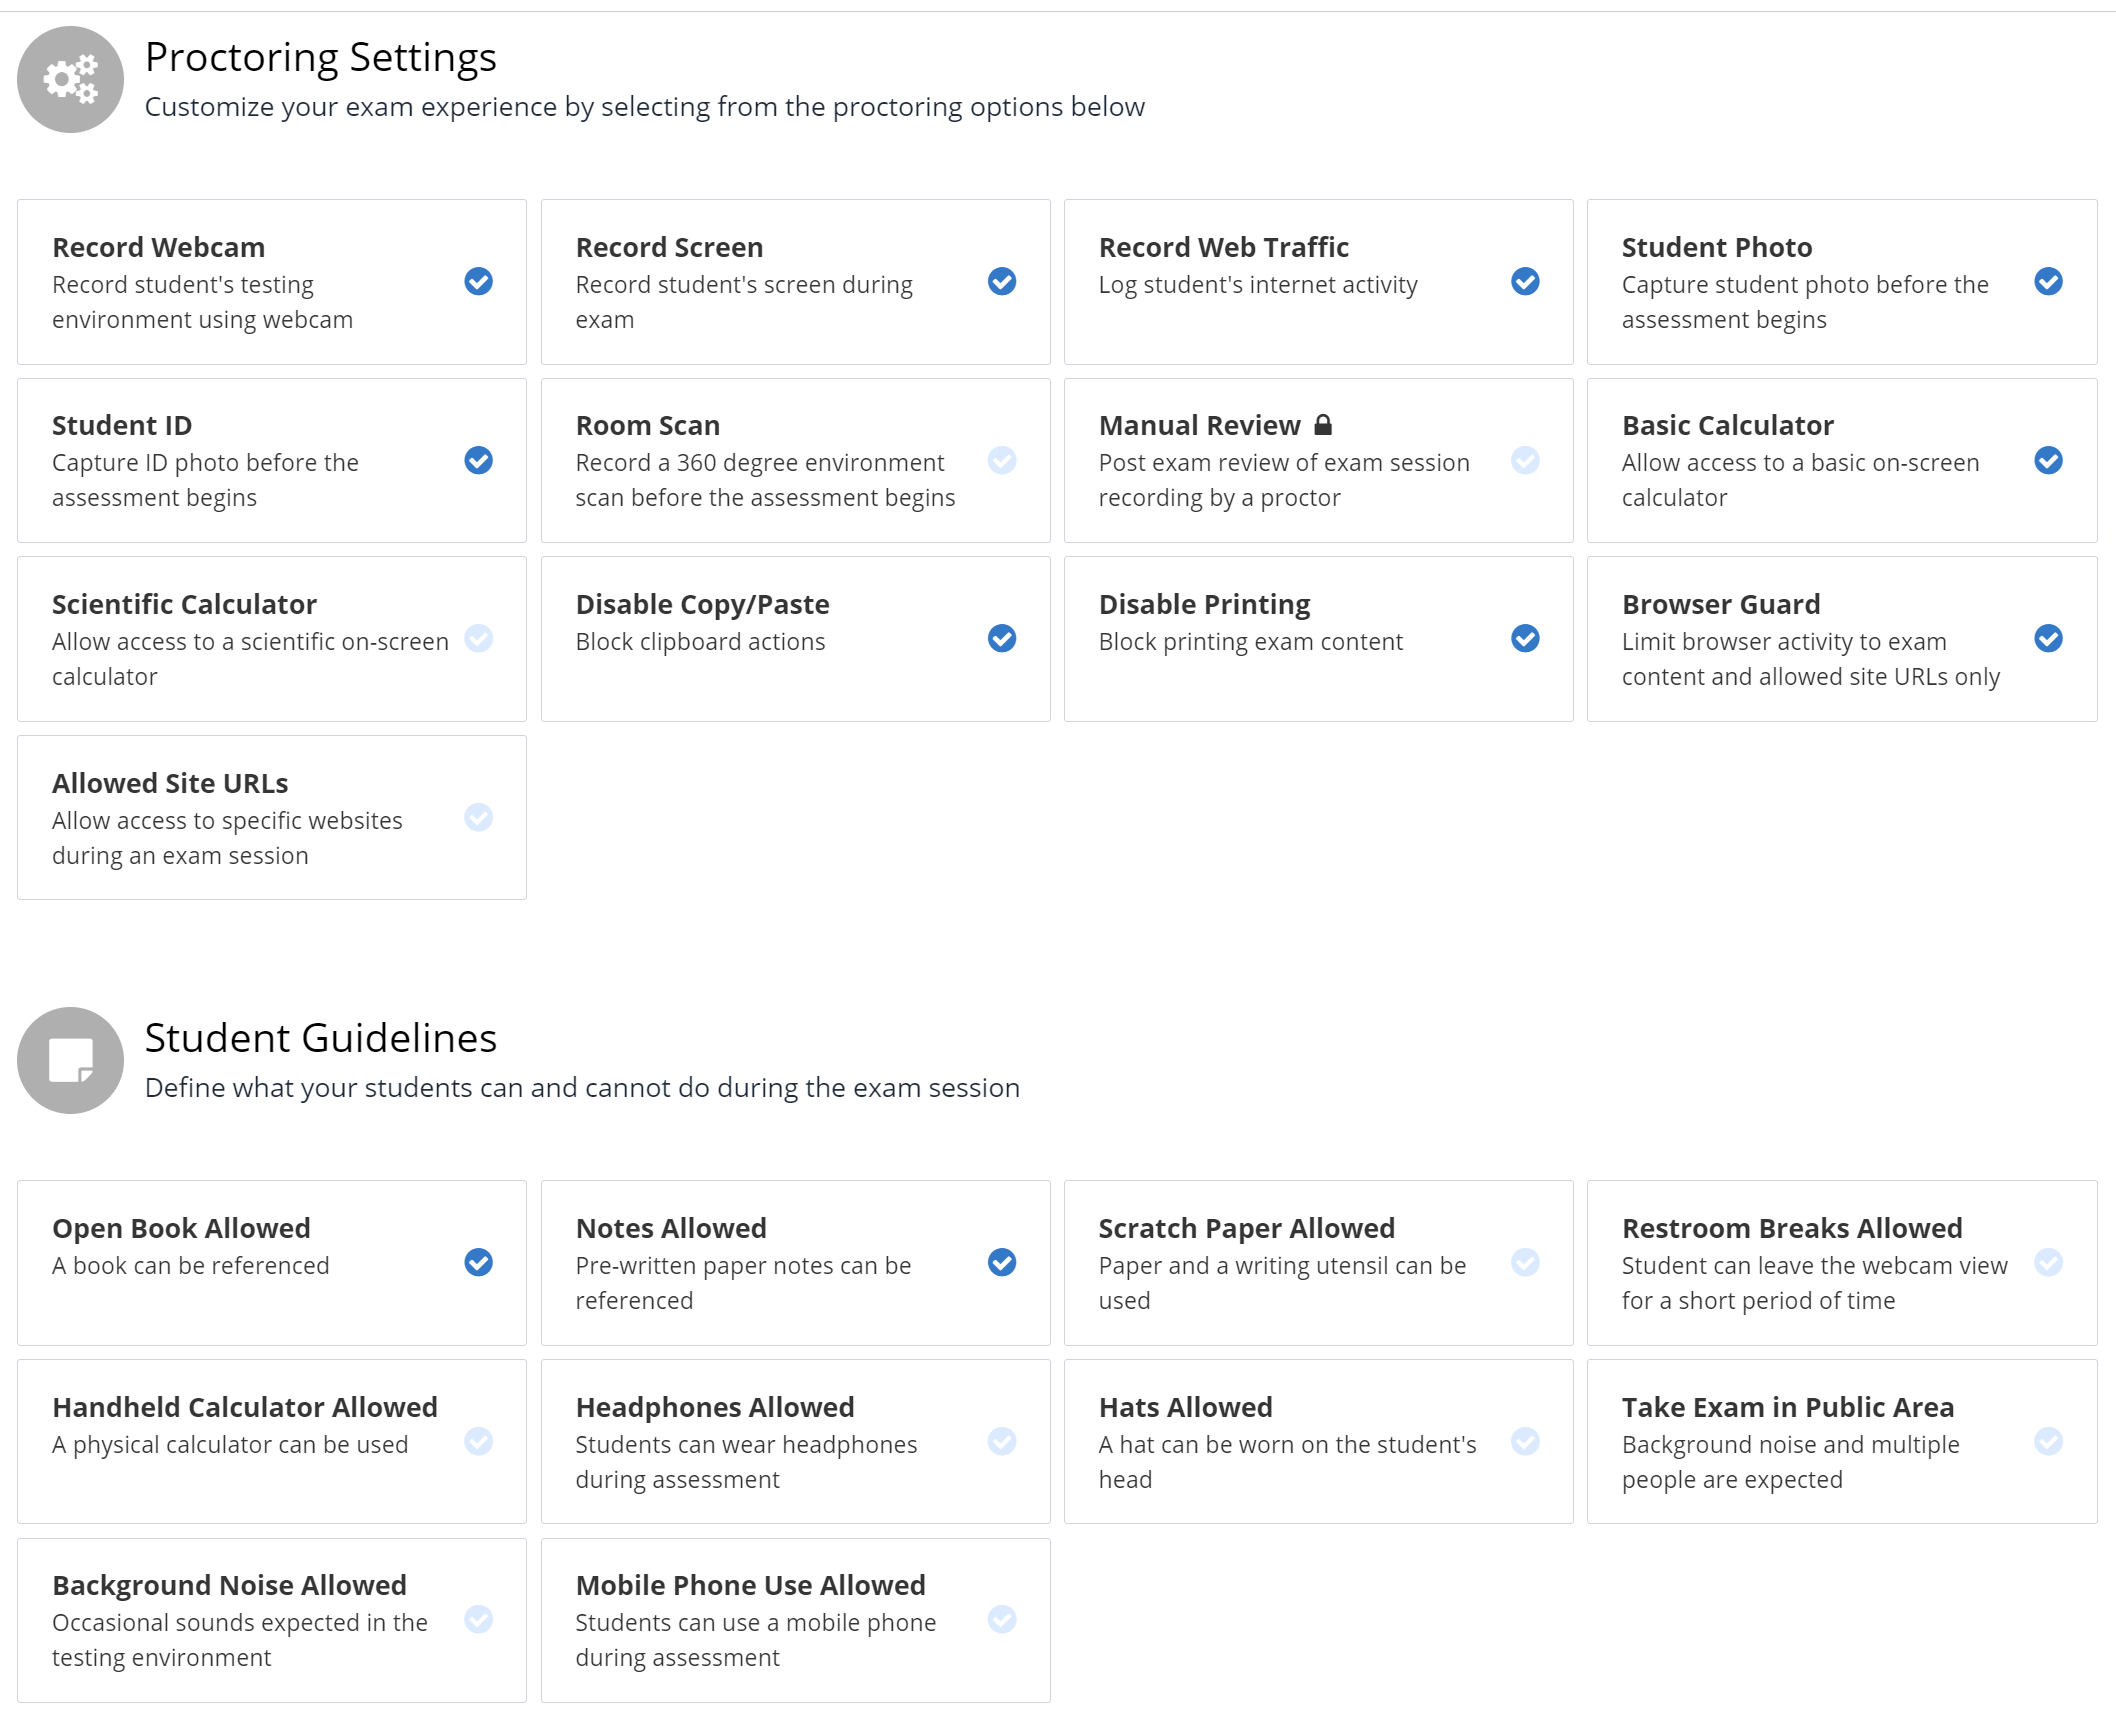 Proctoring Settings
Customize your exam experience by selecting from the proctoring options below
Record Webcam
Record student's testing
environment using webcam
Record Screen
Record student's screen during
exam
Record Web Traffic
Log student's internet activity
Student Photo
Capture student photo before the
assessment begins
Student ID
Capture ID photo before the
assessment begins
Room Scan
Record a 360 degree environment
scan before the assessment begins
Manual Review
Post exam review of exam session
recording by a proctor
Basic Calculator
Allow access to a basic on-screen
calculator
Scientific Calculator
Allow access to a scientific on-screen
calculator
Disable Copy/Paste
Block clipboard actions
Disable Printing
Block printing exam content
Browser Guard
Limit browser activity to exam
content and allowed site URLs only
Allowed Site URLs
Allow access to specific websites
during an exam session
Student Guidelines
Define what your students can and cannot do during the exam session
Open Book Allowed
A book can be referenced
Notes Allowed
Pre-written paper notes can be
referenced
Scratch Paper Allowed
Paper and a writing utensil can be
used
Restroom Breaks Allowed
Student can leave the webcam view
for a short period of time
Handheld Calculator Allowed
A physical calculator can be used
Headphones Allowed
Students can wear headphones
during assessment
Hats Allowed
A hat can be worn on the student's
head
Take Exam in Public Area
Background noise and multiple
people are expected
Background Noise Allowed
Occasional sounds expected in the
testing environment
Mobile Phone Use Allowed
Students can use a mobile phone
during assessment